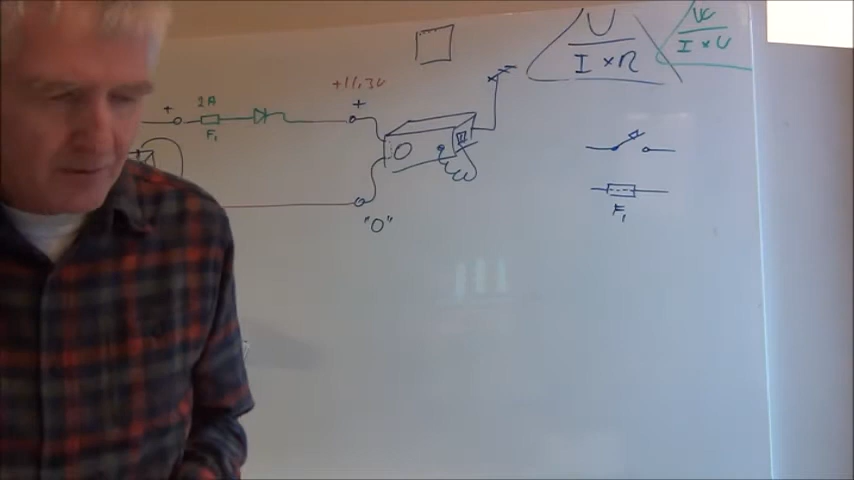 U
I × R
W
I × U
+11,3V
+
+
2A
F1
"0"
F1